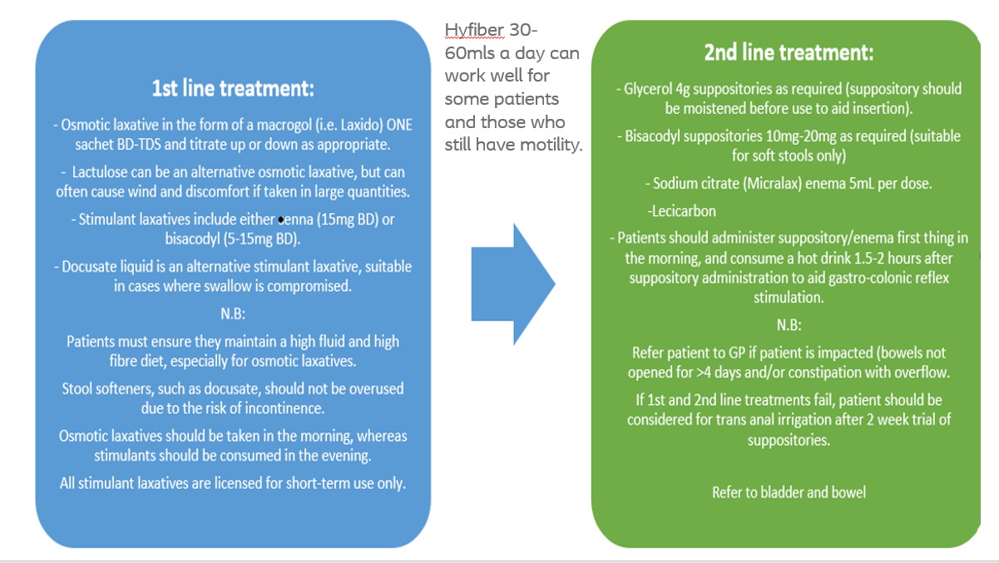 1st line treatment:
- Osmotic laxative in the form of a macrogol (i.e. Laxido) ONE
sachet BD-TDS and titrate up or down as appropriate.
- Lactulose can be an alternative osmotic laxative, but can
often cause wind and discomfort if taken in large quantities.
- Stimulant laxatives include either enna (15mg BD) or
bisacodyl (5-15mg BD).
- Docusate liquid is an alternative stimulant laxative, suitable
in cases where swallow is compromised.
N.B:
Patients must ensure they maintain a high fluid and high
fibre diet, especially for osmotic laxatives.
Stool softeners, such as docusate, should not be overused
due to the risk of incontinence.
Osmotic laxatives should be taken in the morning, whereas
stimulants should be consumed in the evening.
All stimulant laxatives are licensed for short-term use only.
Hyfiber 30-
60mls a day can
work well for
some patients
and those who
still have motility.
2nd line treatment:
- Glycerol 4g suppositories as required (suppository should
be moistened before use to aid insertion).
- Bisacodyl suppositories 10mg-20mg as required (suitable
for soft stools only)
- Sodium citrate (Micralax) enema 5mL per dose.
-Lecicarbon
- Patients should administer suppository/enema first thing in
the morning, and consume a hot drink 1.5-2 hours after
suppository administration to aid gastro-colonic reflex
stimulation.
N.B:
Refer patient to GP if patient is impacted (bowels not
opened for >4 days and/or constipation with overflow.
If 1st and 2nd line treatments fail, patient should be
considered for trans anal irrigation after 2 week trial of
suppositories.
Refer to bladder and bowel